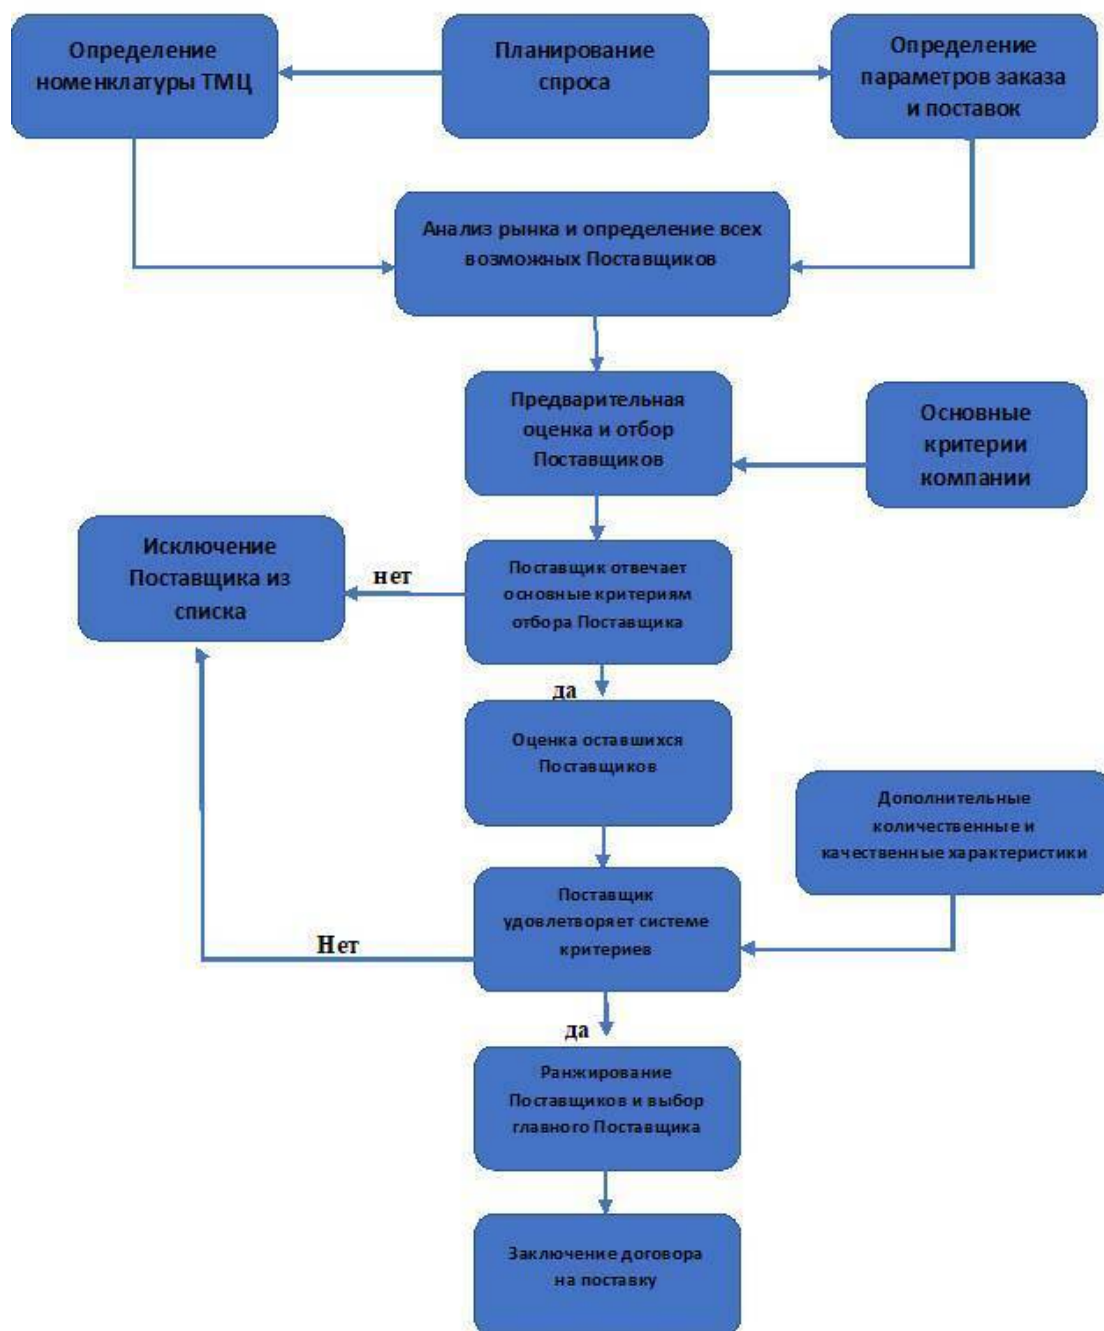 Определение
номенклатуры ТМЦ
Планирование
спроса
Определение
параметров заказа
и поставок
Анализ рынка и определение всех
возможных Поставщиков
Предварительная
оценка и отбор
Поставщиков
Основные
критерии
компании
Исключение
Поставщика из
списка
нет
Поставщик отвечает
основные критериям
отбора Поставщика
да
Оценка оставшихся
Поставщиков
Дополнительные
количественные и
качественные характеристики
Поставщик
удовлетворяет системе
критериев
Нет
да
Ранжирование
Поставщиков и выбор
главного Поставщика
Заключение договора
на поставку